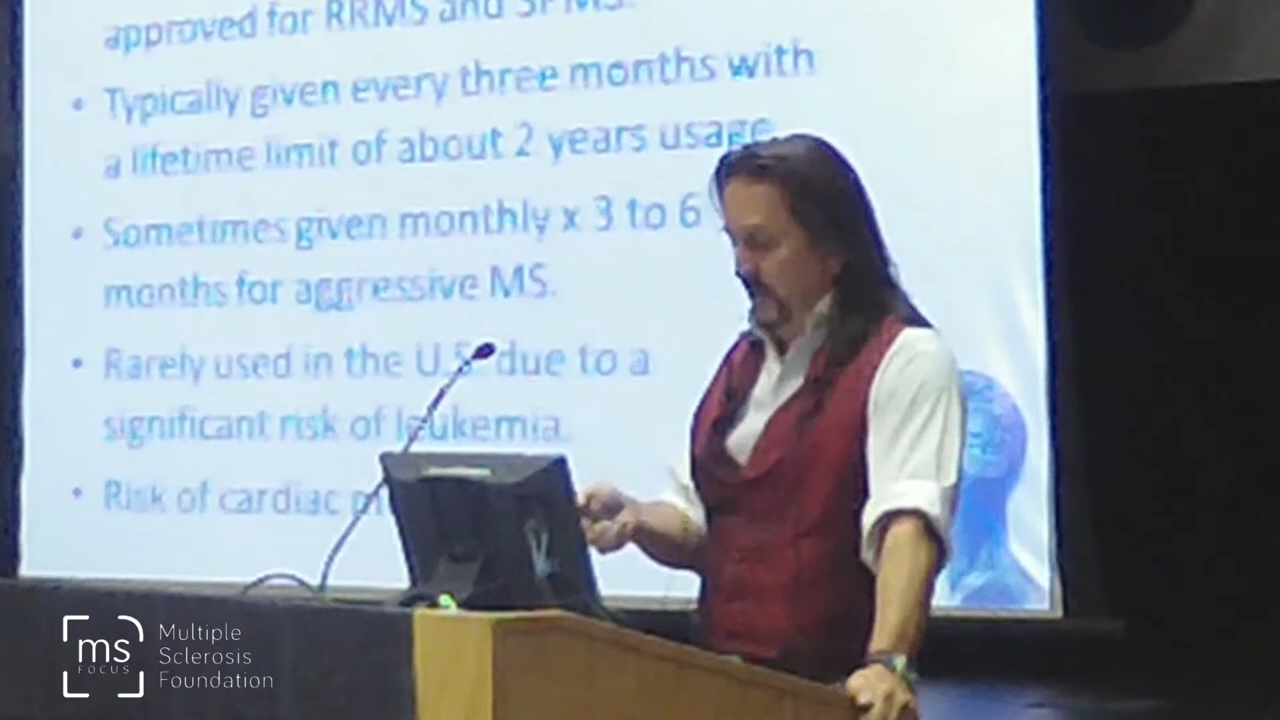 approved for RRMS and SPMS.
• Typically given every three months with
a lifetime limit of about 2 years usage.
• Sometimes given monthly x 3 to 6
months for aggressive MS.
• Rarely used in the U.S. due to a
significant risk of leukemia.
• Risk of cardiac
ms
FOCUS
Multiple
Sclerosis
Foundation